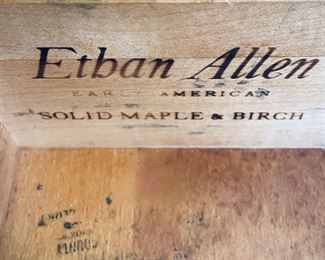 Ethan Allen
EARLY AMERICAN
SOLID MAPLE & BIRCH